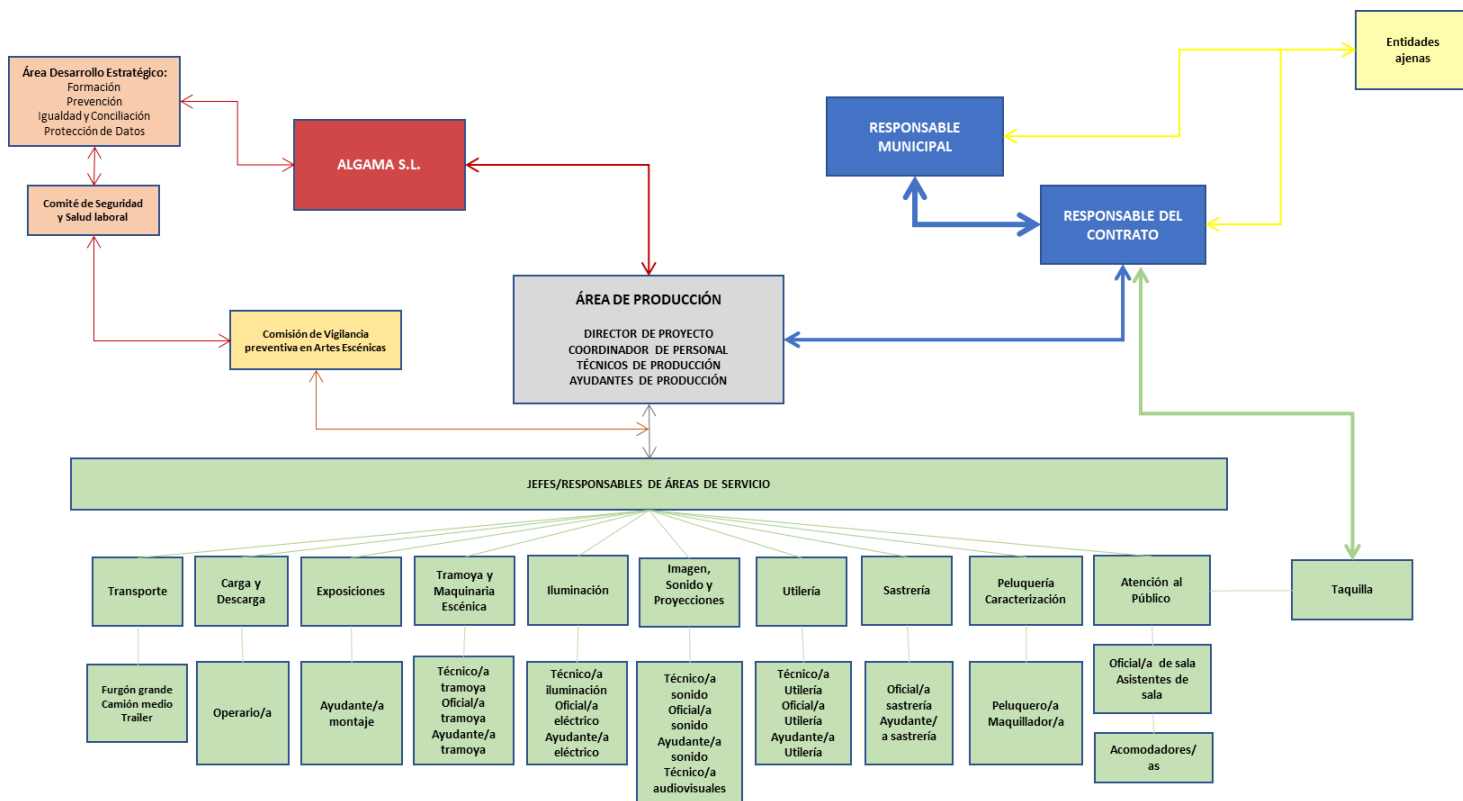 Entidades
ajenas
Área Desarrollo Estratégico:
Formación
Prevención
Igualdad y Conciliación
Protección de Datos
ALGAMA S.L.
RESPONSABLE
MUNICIPAL
Comité de Seguridad
y Salud laboral
RESPONSABLE DEL
CONTRATO
ÁREA DE PRODUCCIÓN
DIRECTOR DE PROYECTO
COORDINADOR DE PERSONAL
TÉCNICOS DE PRODUCCIÓN
AYUDANTES DE PRODUCCIÓN
Comisión de Vigilancia
preventiva en Artes Escénicas
JEFES/RESPONSABLES DE ÁREAS DE SERVICIO
Transporte
Carga y
Descarga
Exposiciones
Tramoya y
Maquinaria
Escénica
Iluminación
Imagen,
Sonido y
Proyecciones
Utilería
Sastrería
Peluquería
Caracterización
Atención al
Público
Taquilla
Furgón grande
Camión medio
Trailer
Operario/a
Ayudante/a
montaje
Técnico/a
tramoya
Oficial/a
tramoya
Ayudante/a
tramoya
Técnico/a
iluminación
Oficial/a
eléctrico
Ayudante/a
eléctrico
Técnico/a
sonido
Oficial/a
sonido
Ayudante/a
sonido
Técnico/a
audiovisuales
Técnico/a
Utilería
Oficial/a
Utilería
Ayudante/a
Utilería
Oficial/a
sastrería
Ayudante/
a sastrería
Peluquero/a
Maquillador/a
Oficial/a de sala
Asistentes de
sala
Acomodadores/
as